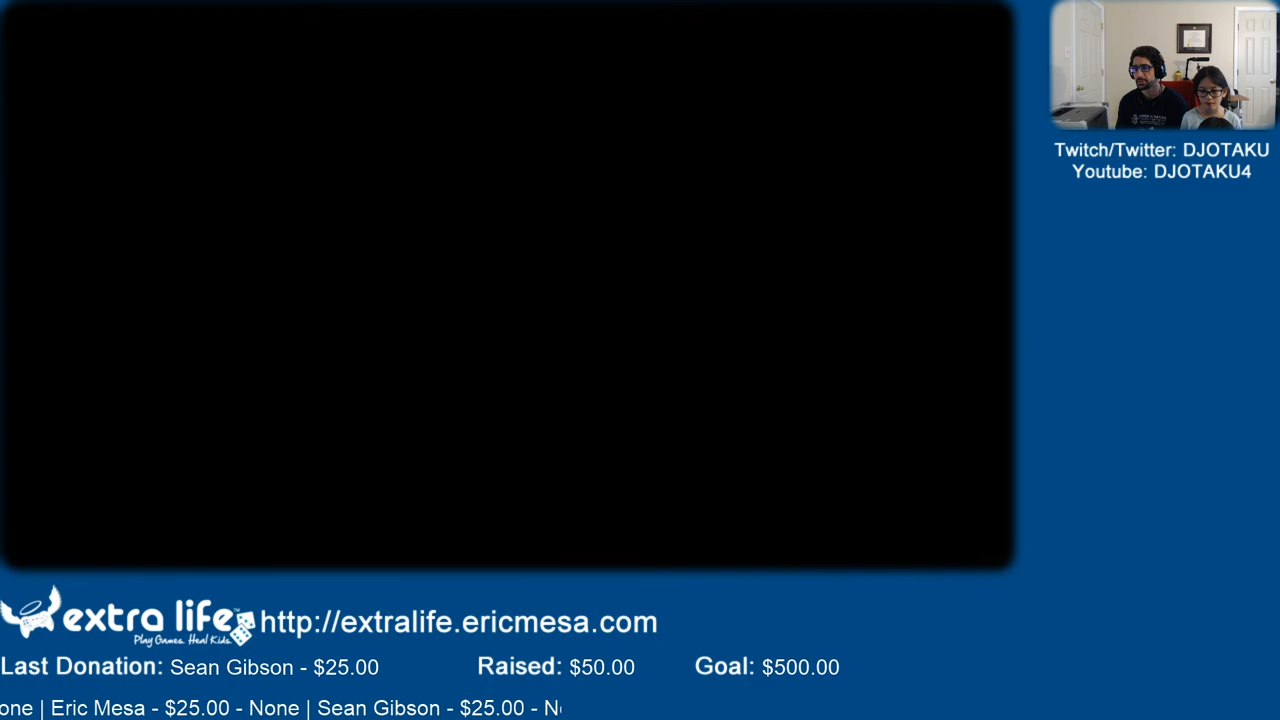 Twitch/Twitter: DJOTAKU
Youtube: DJOTAKU4
extra life
Play Games. Heal Kids.
http://extralife.ericmesa.com
Last Donation: Sean Gibson - $25.00
Raised: $50.00
Goal: $500.00
one | Eric Mesa - $25.00 - None | Sean Gibson - $25.00 - N